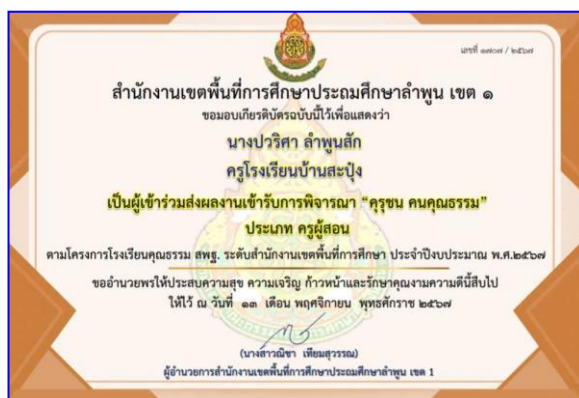 เลขที่ ๑๗๐๗ / ๒๕๖๗
สำนักงานเขตพื้นที่การศึกษาประถมศึกษาลำพูน เขต ๑
ขอมอบเกียรติบัตรฉบับนี้ไว้เพื่อแสดงว่า
นางปวริศา ลำพูนสัก
ครูโรงเรียนบ้านสะปุ๋ง
เป็นผู้เข้าร่วมส่งผลงานเข้ารับการพิจารณา “คุรุชน คนคุณธรรม”
ประเภท ครูผู้สอน
ตามโครงการโรงเรียนคุณธรรม สพฐ. ระดับสำนักงานเขตพื้นที่การศึกษา ประจำปีงบประมาณ พ.ศ.๒๕๖๗
ขออำนวยพรให้ประสบความสุข ความเจริญ ก้าวหน้าและรักษาคุณงามความดีนี้สืบไป
ให้ไว้ ณ วันที่ ๑๓ เดือน พฤศจิกายน พุทธศักราช ๒๕๖๗
(นางสาวณิชา เทียมสุวรรณ)
ผู้อำนวยการสำนักงานเขตพื้นที่การศึกษาประถมศึกษาลำพูน เขต 1